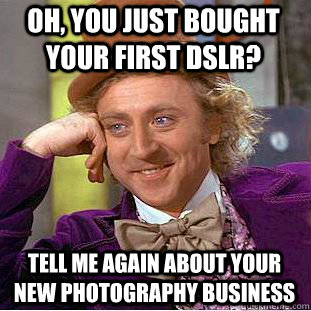 OH, YOU JUST BOUGHT
YOUR FIRST DSLR?
TELL ME AGAIN ABOUT YOUR
NEW PHOTOGRAPHY BUSINESS